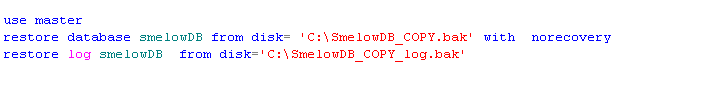 use master
restore database smelowDB from disk= 'C:\SmelowDB_COPY.bak' with  norecovery
restore log smelowDB  from disk='C:\SmelowDB_COPY_log.bak'